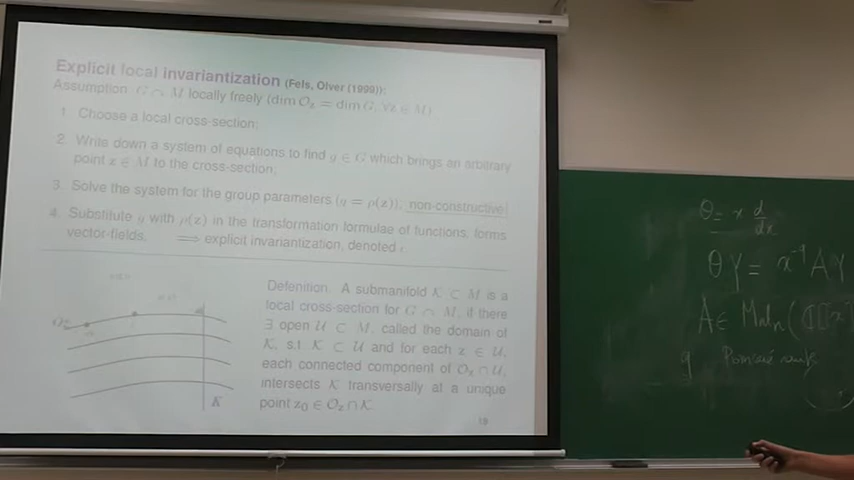 Explicit local invariantization (Fels, Olver (1999)):
Assumption: G ↷ M locally freely (dim O_z = dim G, ∀z ∈ M)
1. Choose a local cross-section;
2. Write down a system of equations to find g ∈ G which brings an arbitrary
point z ∈ M to the cross-section;
3. Solve the system for the group parameters (g = ρ(z)), non-constructive!
4. Substitute g with ρ(z) in the transformation formulae of functions, forms
vector-fields. ⟹ explicit invariantization, denoted ι
Defenition. A submanifold K ⊂ M is a
local cross-section for G ↷ M, if there
∃ open U ⊂ M, called the domain of
K, s.t. K ⊂ U and for each z ∈ U,
each connected component of O_z ∩ U,
intersects K transversally at a unique
point z₀ ∈ O_z ∩ K
K
18
θ = x d/dx
θY = x^{-q} A Y
A ∈ Mat_n(ℂ[[x]]
q Poincaré rank